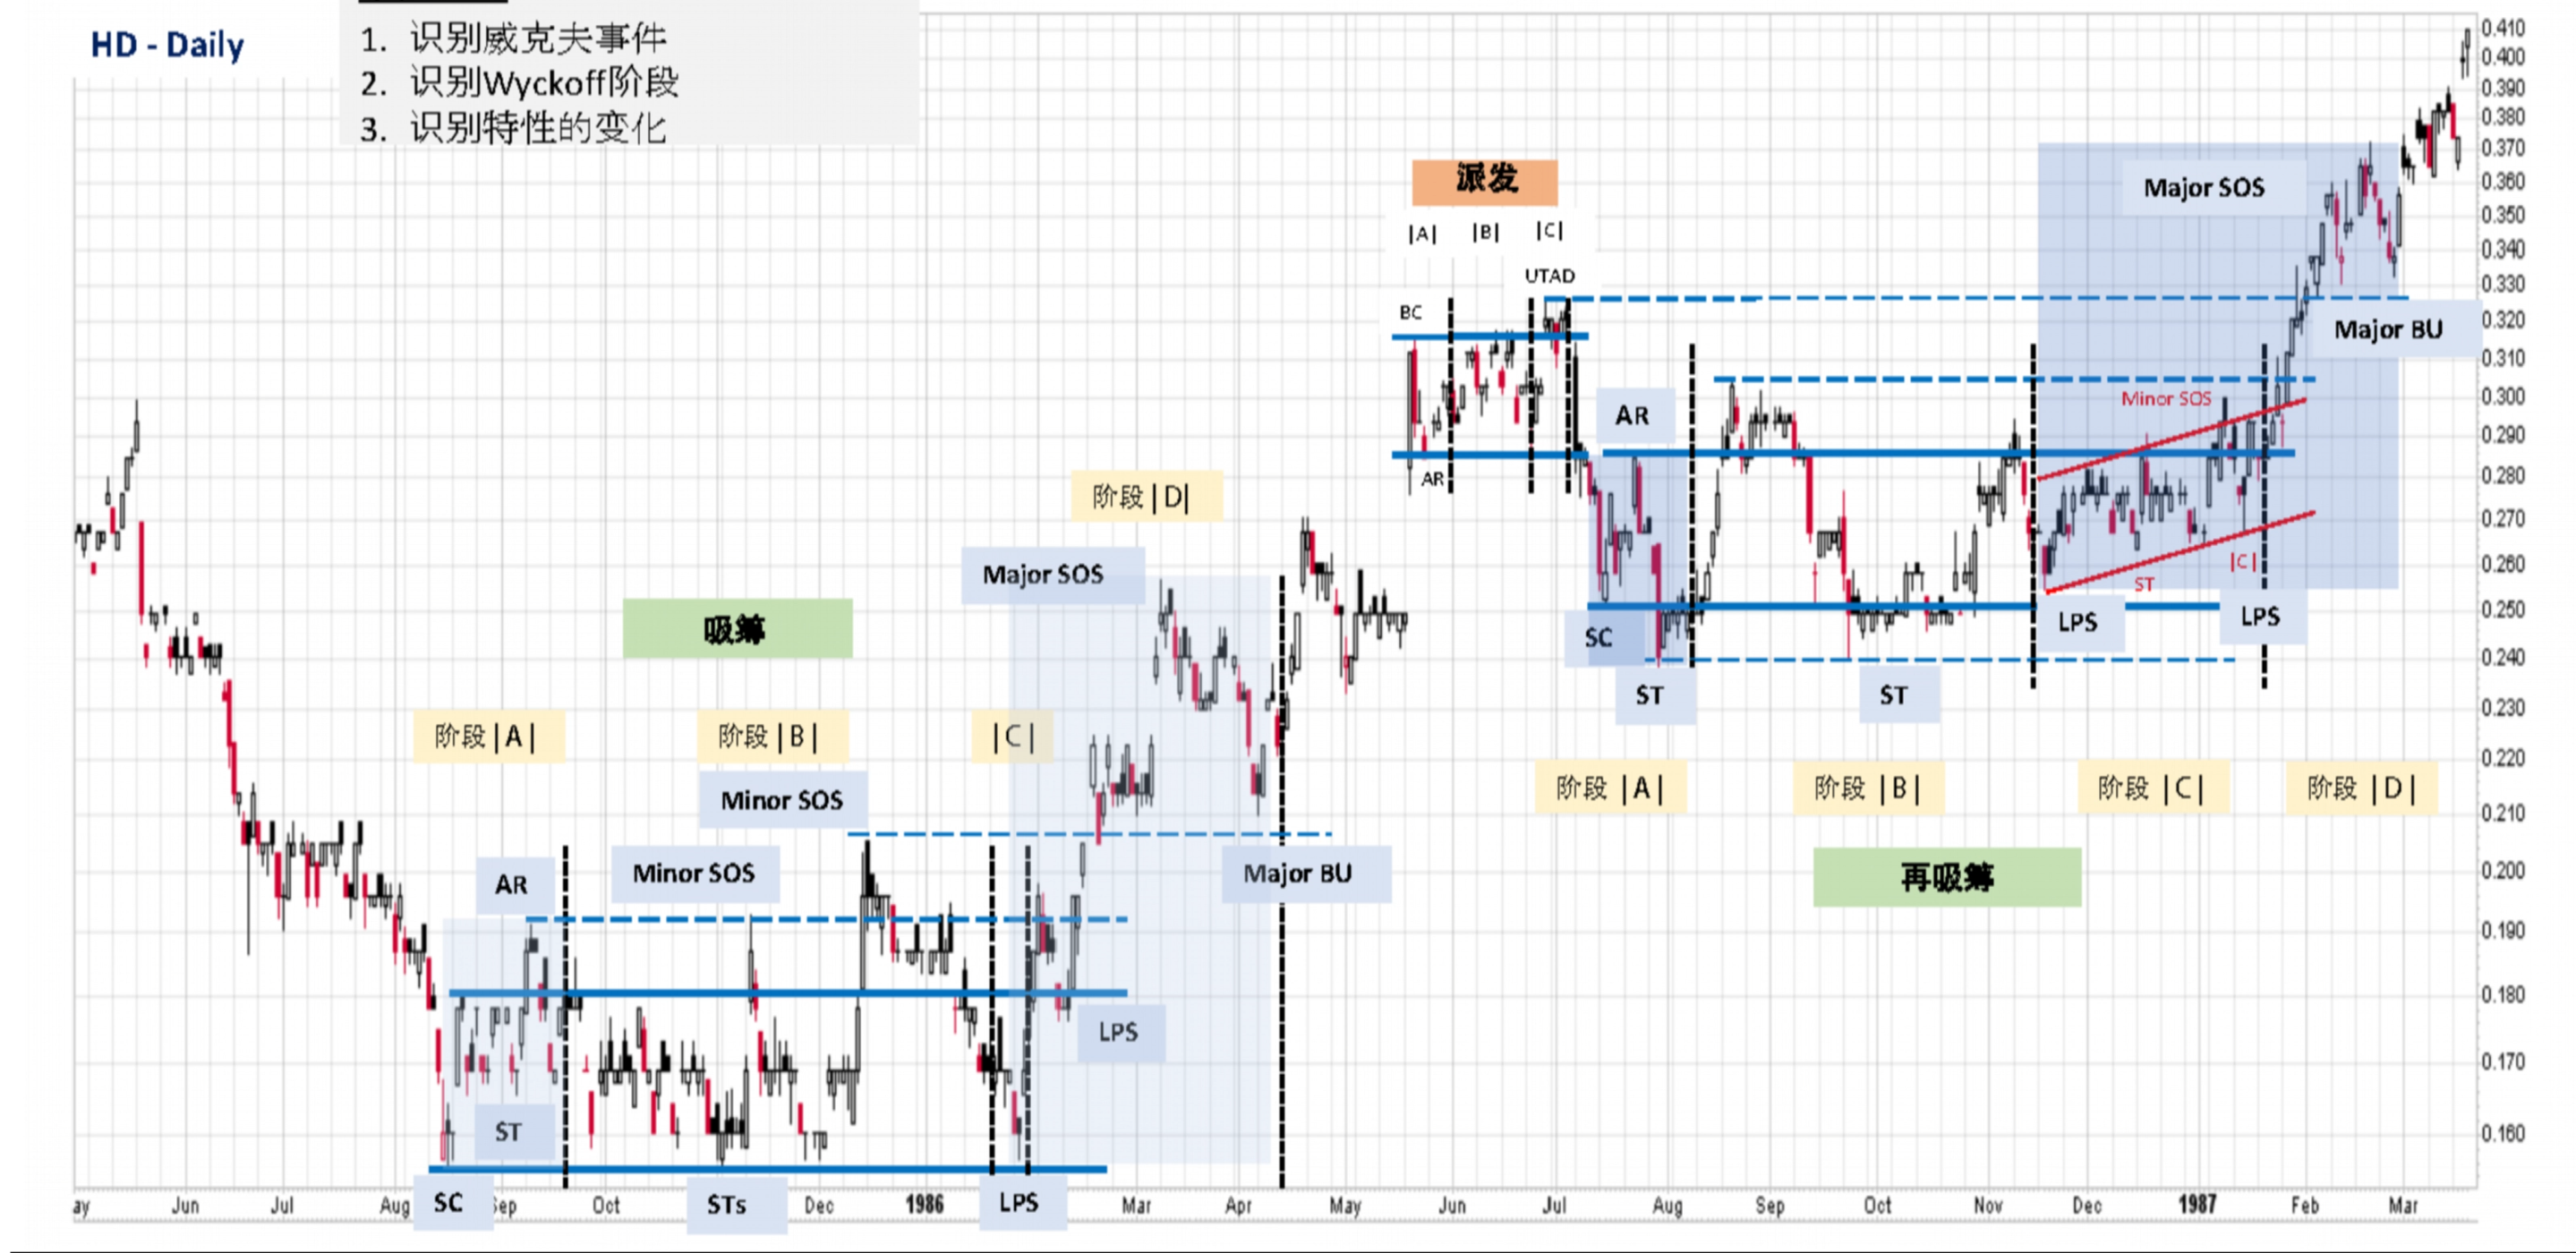 HD - Daily
1. 识别威克夫事件
2. 识别Wyckoff阶段
3. 识别特性的变化
派发
|A| |B| |C|
UTAD
BC
AR
Major SOS
Major BU
Minor SOS
AR
阶段|D|
Major SOS
吸筹
|C|
ST
SC
LPS
LPS
ST
ST
阶段|A|
阶段|B|
|C|
Minor SOS
阶段 |A|
阶段 |B|
阶段 |C|
阶段 |D|
再吸筹
AR
Minor SOS
Major BU
LPS
ST
SC
STs
LPS
ay Jun Jul Aug Sep Oct Dec 1986 Mar Apr May Jun Jul Aug Sep Oct Nov Dec 1987 Feb Mar
0.410
0.400
0.390
0.380
0.370
0.360
0.350
0.340
0.330
0.320
0.310
0.300
0.290
0.280
0.270
0.260
0.250
0.240
0.230
0.220
0.210
0.200
0.190
0.180
0.170
0.160